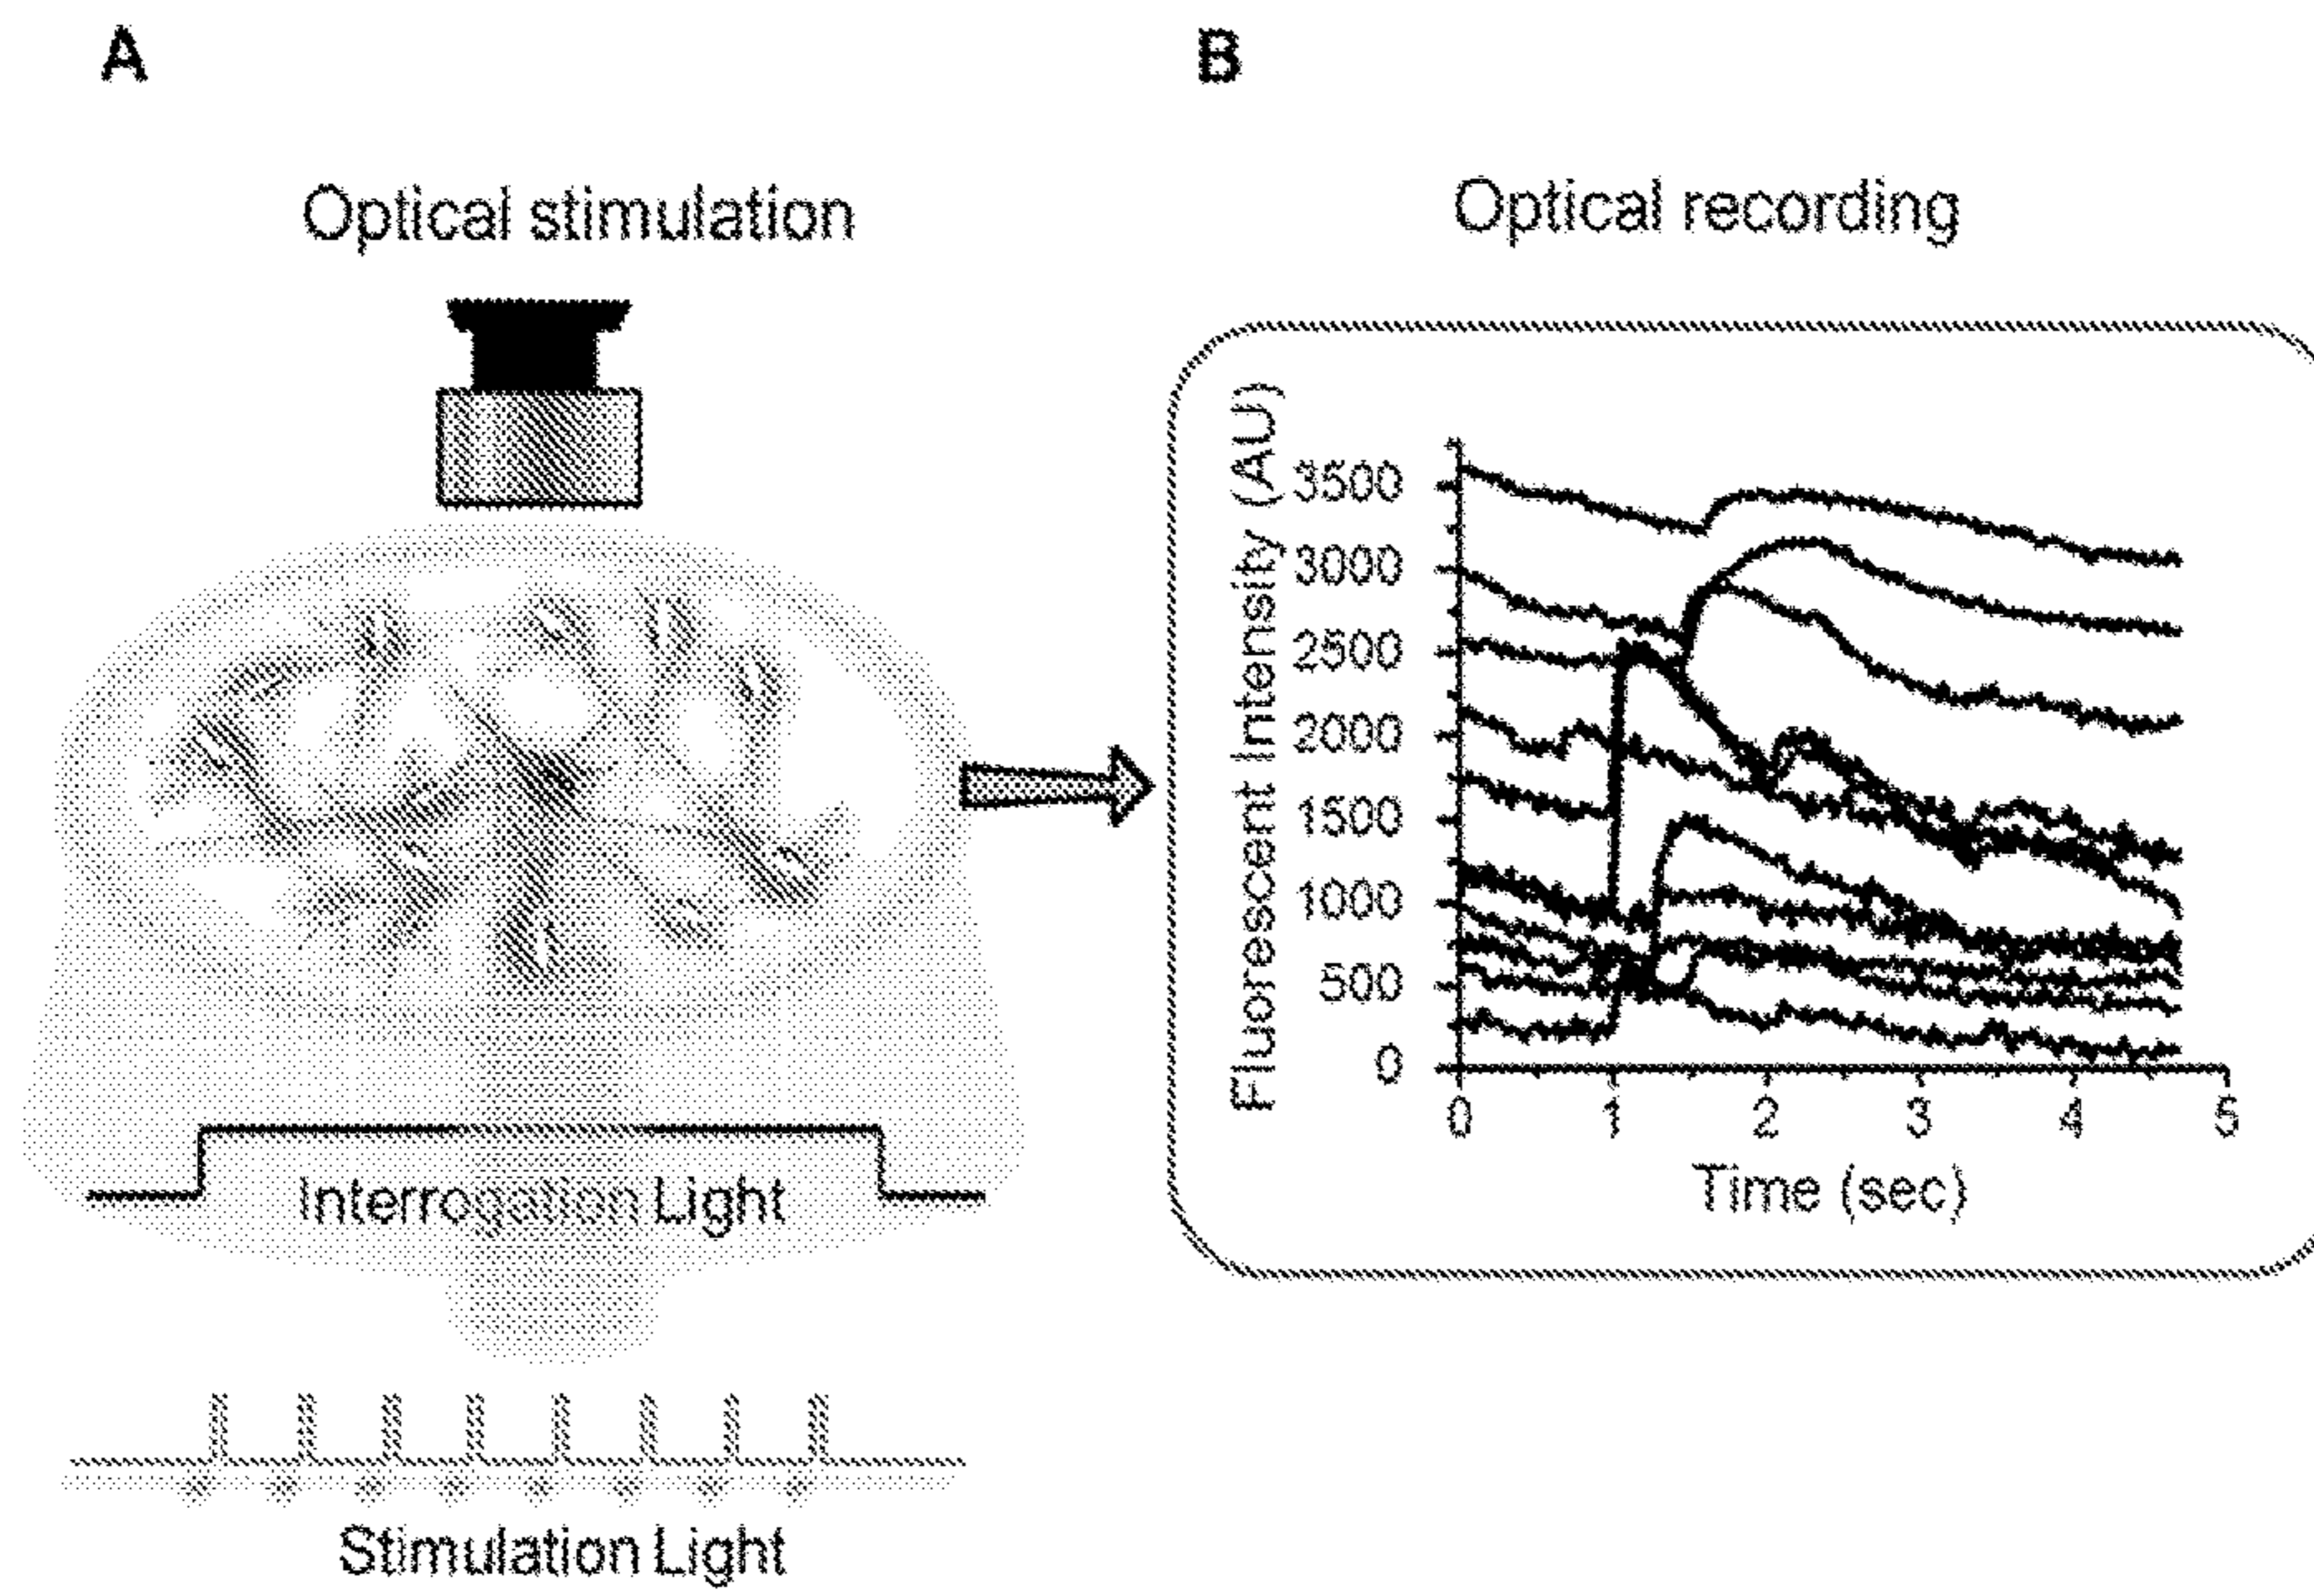 A
B
Optical stimulation
Optical recording
Fluorescent Intensity (AU)
3500
3000
2500
2000
1500
1000
500
0
0 1 2 3 4 5
Time (sec)
Interrogation Light
Stimulation Light